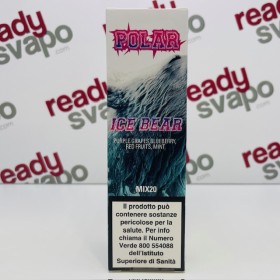 ready
svapo
ready
ready
svapo
ready
POLAR
ICE BEAR
PURPLE GRAPES, BLUEBERRY,
RED FRUITS, MINT
MIX20
Il prodotto può
contenere sostanze
pericolose per la
salute. Per info
chiama il Numero
Verde 800 554088
dell'Istituto
Superiore di Sanità